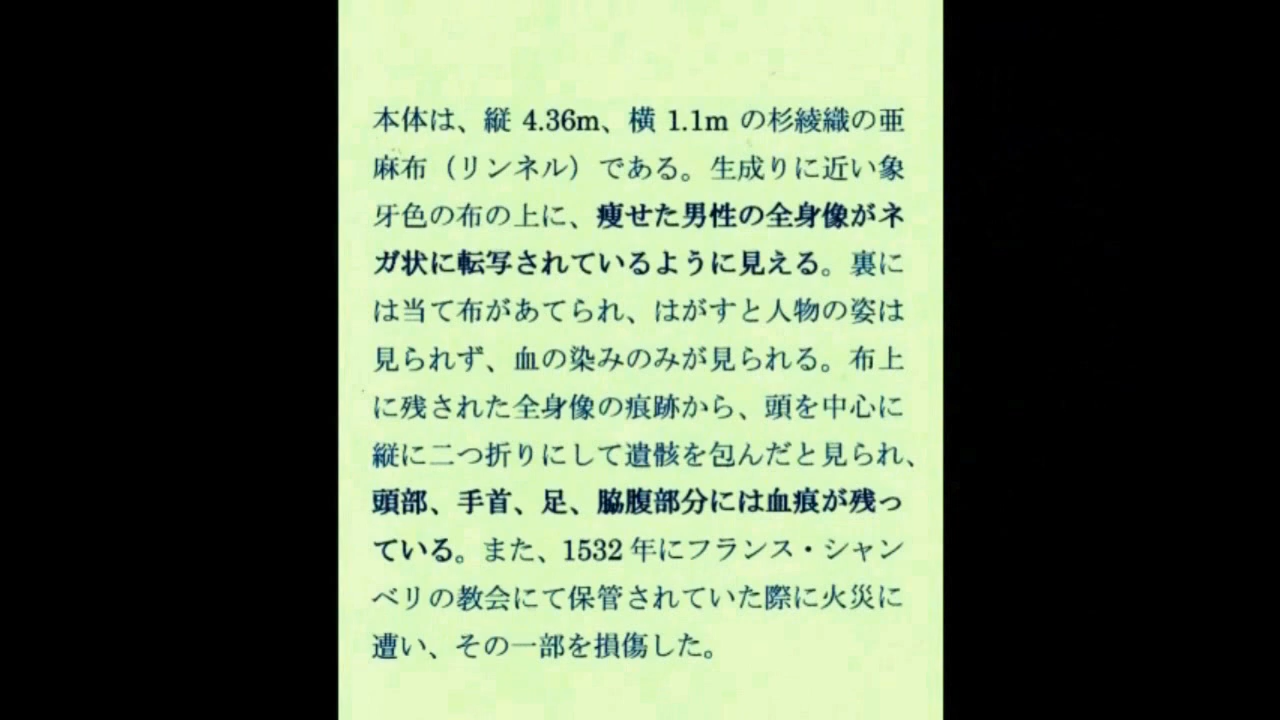 本体は、縦 4.36m、横 1.1m の杉綾織の亜
麻布（リンネル）である。生成りに近い象
牙色の布の上に、痩せた男性の全身像がネ
ガ状に転写されているように見える。裏に
は当て布があてられ、はがすと人物の姿は
見られず、血の染みのみが見られる。布上
に残された全身像の痕跡から、頭を中心に
縦に二つ折りにして遺骸を包んだと見られ、
頭部、手首、足、脇腹部分には血痕が残っ
ている。また、1532 年にフランス・シャン
ベリの教会にて保管されていた際に火災に
遭い、その一部を損傷した。